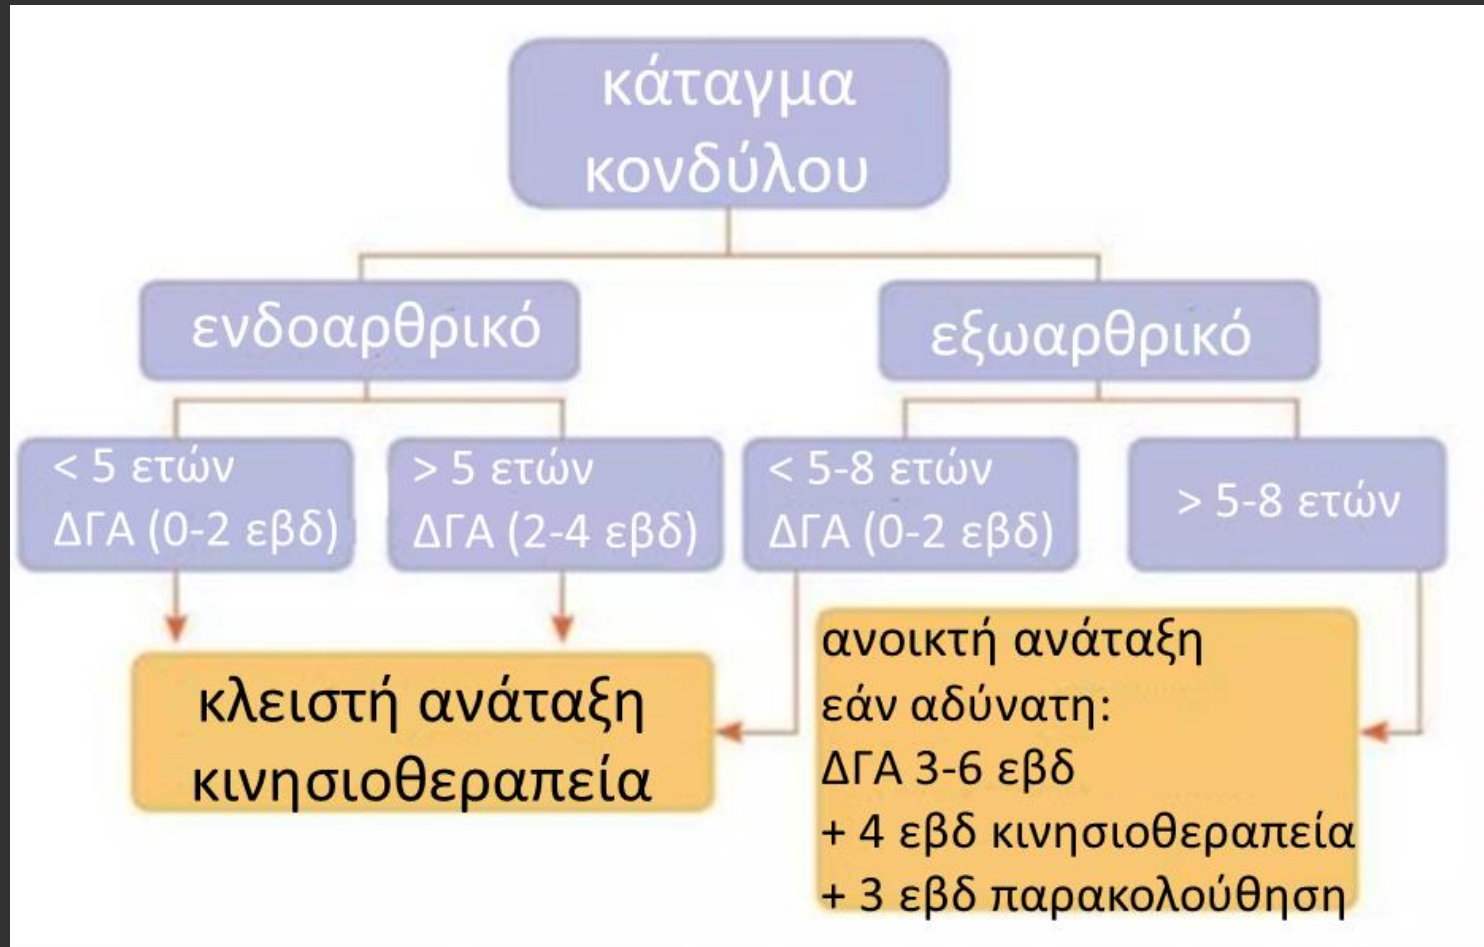 κάταγμα
κονδύλου
ενδοαρθρικό
εξωαρθρικό
< 5 ετών
ΔΓΑ (0-2 εβδ)
> 5 ετών
ΔΓΑ (2-4 εβδ)
< 5-8 ετών
ΔΓΑ (0-2 εβδ)
> 5-8 ετών
κλειστή ανάταξη
κινησιοθεραπεία
ανοικτή ανάταξη
εάν αδύνατη:
ΔΓΑ 3-6 εβδ
+ 4 εβδ κινησιοθεραπεία
+ 3 εβδ παρακολούθηση